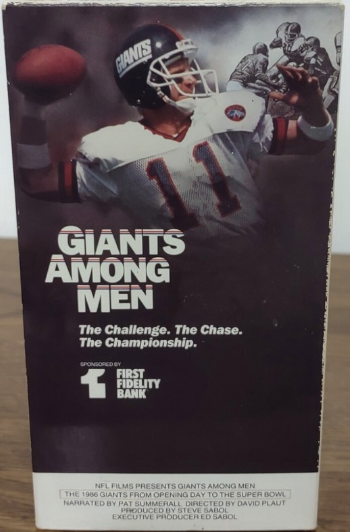 GIANTS
11
GIANTS
AMONG
MEN
The Challenge. The Chase.
The Championship.
SPONSORED BY
1 FIRST
FIDELITY
BANK
NFL FILMS PRESENTS GIANTS AMONG MEN
THE 1986 GIANTS FROM OPENING DAY TO THE SUPER BOWL
NARRATED BY PAT SUMMERALL DIRECTED BY DAVID PLAUT
PRODUCED BY STEVE SABOL
EXECUTIVE PRODUCER ED SABOL